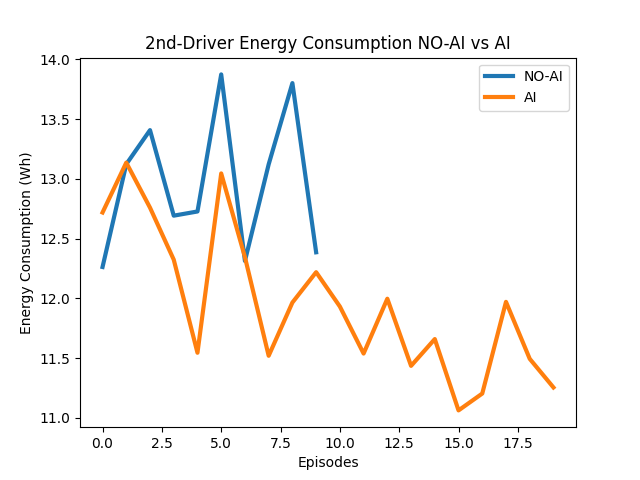 2nd-Driver Energy Consumption NO-AI vs AI
NO-AI
AI
Energy Consumption (Wh)
14.0
13.5
13.0
12.5
12.0
11.5
11.0
0.0 2.5 5.0 7.5 10.0 12.5 15.0 17.5
Episodes